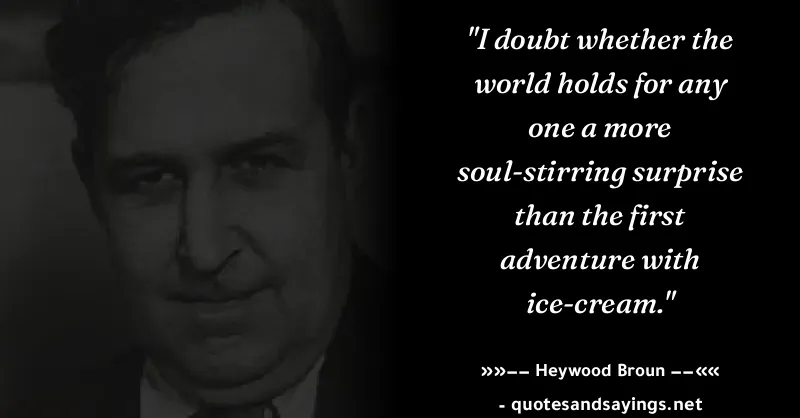 "I doubt whether the
world holds for any
one a more
soul-stirring surprise
than the first
adventure with
ice-cream."
»»−− Heywood Broun −−««
- quotesandsayings.net